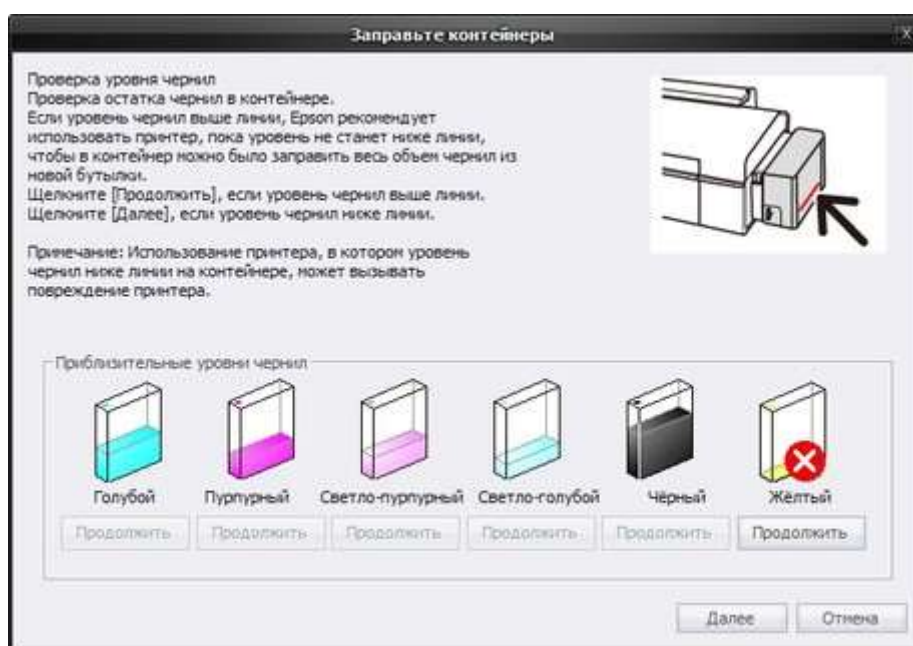 Заправьте контейнеры
Проверка уровня чернил
Проверка остатка чернил в контейнере.
Если уровень чернил выше линии, Epson рекомендует
использовать принтер, пока уровень не станет ниже линии,
чтобы в контейнер можно было заправить весь объем чернил из
новой бутылки.
Щелкните [Продолжить], если уровень чернил выше линии.
Щелкните [Далее], если уровень чернил ниже линии.
Примечание: Использование принтера, в котором уровень
чернил ниже линии на контейнере, может вызывать
повреждение принтера.
Приблизительные уровни чернил
Голубой Пурпурный Светло-пурпурный Светло-голубой Чёрный Жёлтый
Продолжить Продолжить Продолжить Продолжить Продолжить Продолжить
Далее Отмена